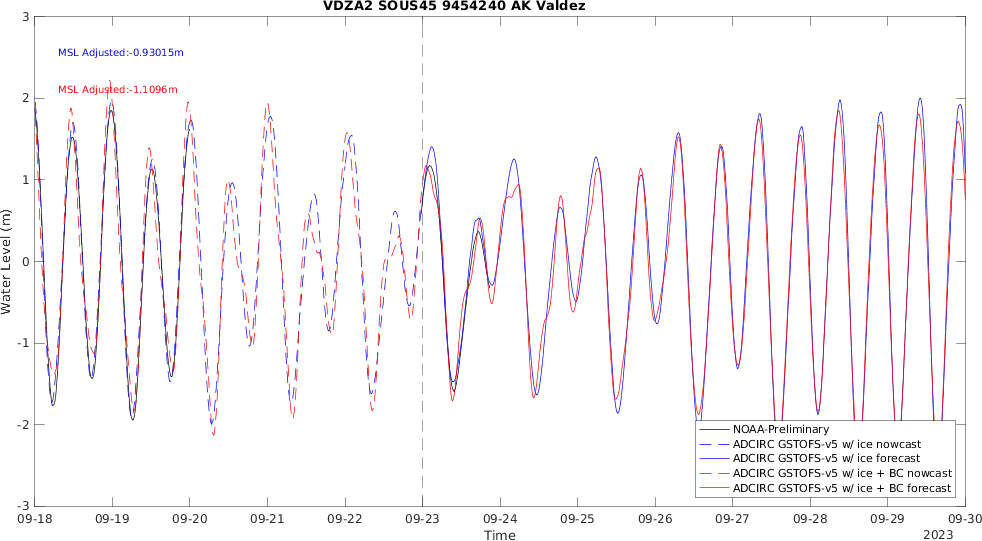 VDZA2 SOUS45 9454240 AK Valdez
MSL Adjusted:-0.93015m
MSL Adjusted:-1.1096m
Water Level (m)
3
2
1
0
-1
-2
-3
NOAA-Preliminary
ADCIRC GSTOFS-v5 w/ ice nowcast
ADCIRC GSTOFS-v5 w/ ice forecast
ADCIRC GSTOFS-v5 w/ ice + BC nowcast
ADCIRC GSTOFS-v5 w/ ice + BC forecast
09-18 09-19 09-20 09-21 09-22 09-23 09-24 09-25 09-26 09-27 09-28 09-29 09-30
Time
2023